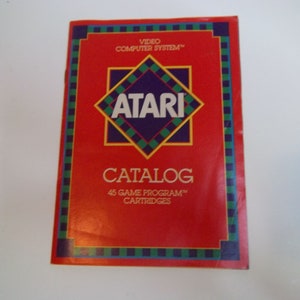 VIDEO
COMPUTER SYSTEM™
ATARI
CATALOG
45 GAME PROGRAM™
CARTRIDGES